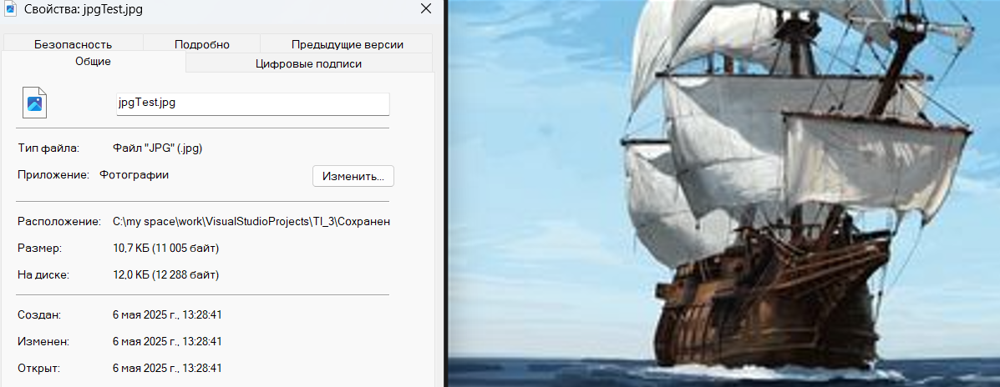 Свойства: jpgTest.jpg
Безопасность Подробно Предыдущие версии
Общие Цифровые подписи
jpgTest.jpg
Тип файла: Файл "JPG" (.jpg)
Приложение: Фотографии Изменить...
Расположение: C:\my space\work\VisualStudioProjects\TI_3\Сохранен
Размер: 10,7 КБ (11 005 байт)
На диске: 12,0 КБ (12 288 байт)
Создан: 6 мая 2025 г., 13:28:41
Изменен: 6 мая 2025 г., 13:28:41
Открыт: 6 мая 2025 г., 13:28:41